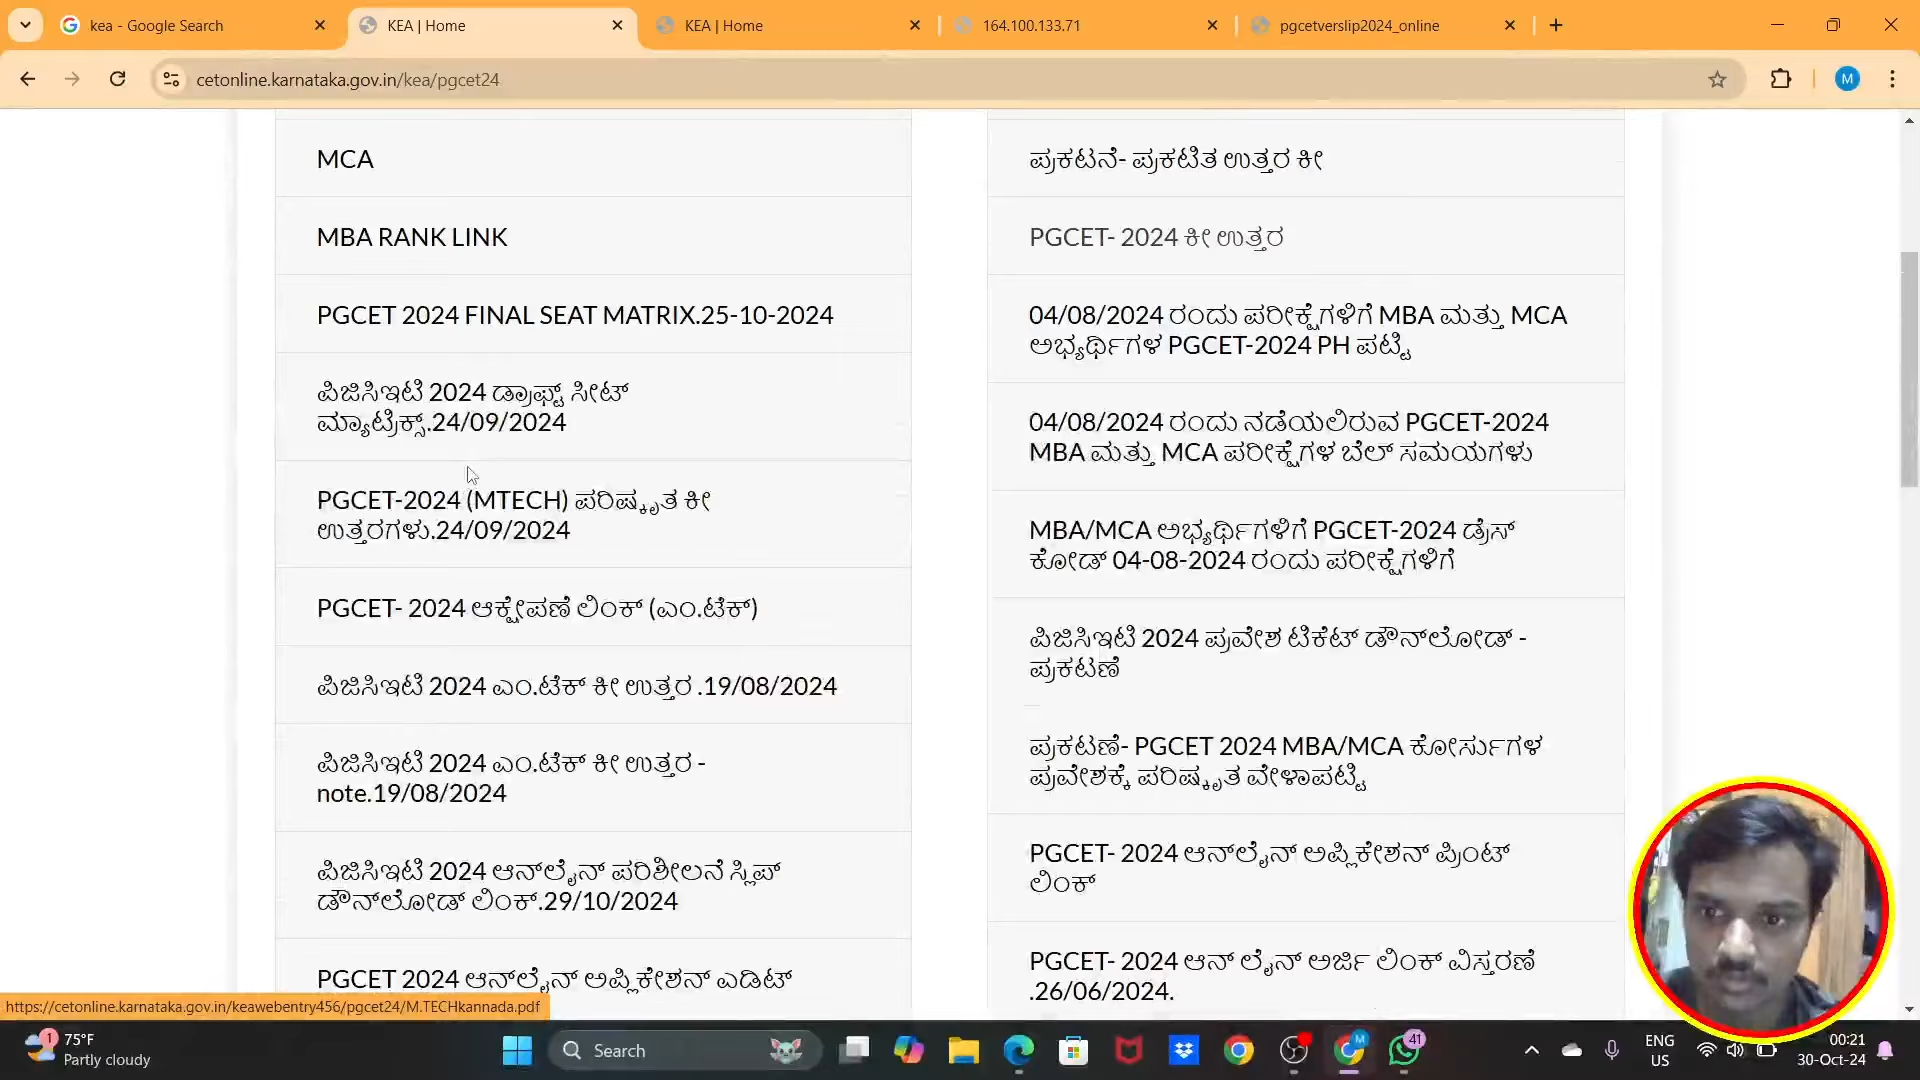 kea - Google Search
KEA | Home
KEA | Home
164.100.133.71
pgcetverslip2024_online
cetonline.karnataka.gov.in/kea/pgcet24
M
MCA
MBA RANK LINK
PGCET 2024 FINAL SEAT MATRIX.25-10-2024
ಪಿಜಿಸಿಇಟಿ 2024 ಡ್ರಾಫ್ಟ್ ಸೀಟ್
ಮ್ಯಾಟ್ರಿಕ್ಸ್.24/09/2024
PGCET-2024 (MTECH) ಪರಿಷ್ಕೃತ ಕೀ
ಉತ್ತರಗಳು.24/09/2024
PGCET- 2024 ಆಕ್ಷೇಪಣೆ ಲಿಂಕ್ (ಎಂ.ಟೆಕ್)
ಪಿಜಿಸಿಇಟಿ 2024 ಎಂ.ಟೆಕ್ ಕೀ ಉತ್ತರ .19/08/2024
ಪಿಜಿಸಿಇಟಿ 2024 ಎಂ.ಟೆಕ್ ಕೀ ಉತ್ತರ -
note.19/08/2024
ಪಿಜಿಸಿಇಟಿ 2024 ಆನ್‌ಲೈನ್ ಪರಿಶೀಲನೆ ಸ್ಲಿಪ್
ಡೌನ್‌ಲೋಡ್ ಲಿಂಕ್.29/10/2024
PGCET 2024 ಆನ್‌ಲೈನ್ ಅಪ್ಲಿಕೇಶನ್ ಎಡಿಟ್
ಪ್ರಕಟನೆ- ಪ್ರಕಟಿತ ಉತ್ತರ ಕೀ
PGCET- 2024 ಕೀ ಉತ್ತರ
04/08/2024 ರಂದು ಪರೀಕ್ಷೆಗಳಿಗೆ MBA ಮತ್ತು MCA
ಅಭ್ಯರ್ಥಿಗಳ PGCET-2024 PH ಪಟ್ಟಿ
04/08/2024 ರಂದು ನಡೆಯಲಿರುವ PGCET-2024
MBA ಮತ್ತು MCA ಪರೀಕ್ಷೆಗಳ ಬೆಲ್ ಸಮಯಗಳು
MBA/MCA ಅಭ್ಯರ್ಥಿಗಳಿಗೆ PGCET-2024 ಡ್ರೆಸ್
ಕೋಡ್ 04-08-2024 ರಂದು ಪರೀಕ್ಷೆಗಳಿಗೆ
ಪಿಜಿಸಿಇಟಿ 2024 ಪ್ರವೇಶ ಟಿಕೆಟ್ ಡೌನ್‌ಲೋಡ್ -
ಪ್ರಕಟಣೆ
ಪ್ರಕಟಣೆ- PGCET 2024 MBA/MCA ಕೋರ್ಸುಗಳ
ಪ್ರವೇಶಕ್ಕೆ ಪರಿಷ್ಕೃತ ವೇಳಾಪಟ್ಟಿ
PGCET- 2024 ಆನ್‌ಲೈನ್ ಅಪ್ಲಿಕೇಶನ್ ಪ್ರಿಂಟ್
ಲಿಂಕ್
PGCET- 2024 ಆನ್ ಲೈನ್ ಅರ್ಜಿ ಲಿಂಕ್ ವಿಸ್ತರಣೆ
.26/06/2024.
https://cetonline.karnataka.gov.in/keawebentry456/pgcet24/M.TECHkannada.pdf
1
75°F
Partly cloudy
Search
M
41
ENG
US
00:21
30-Oct-24